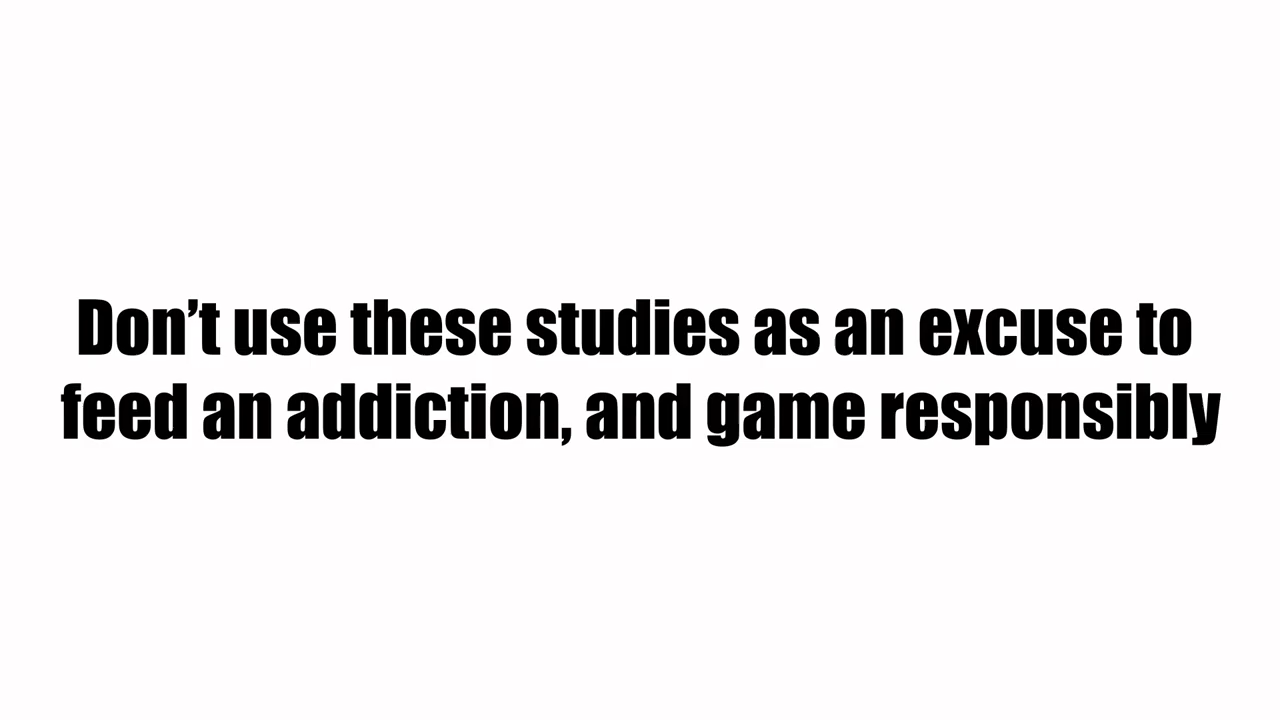 Don’t use these studies as an excuse to
feed an addiction, and game responsibly